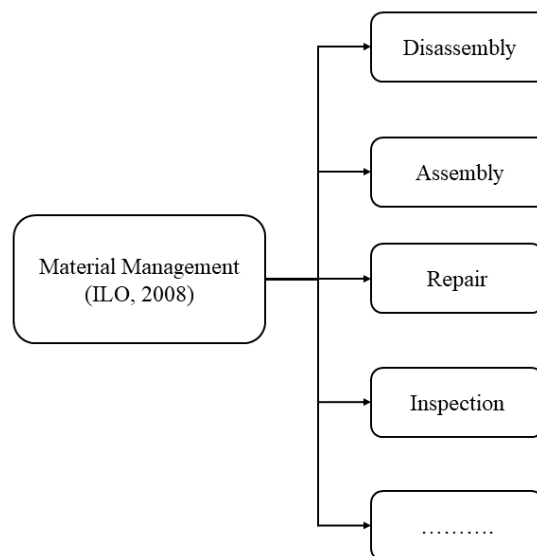 Disassembly
Assembly
Material Management
(ILO, 2008)
Repair
Inspection
……….